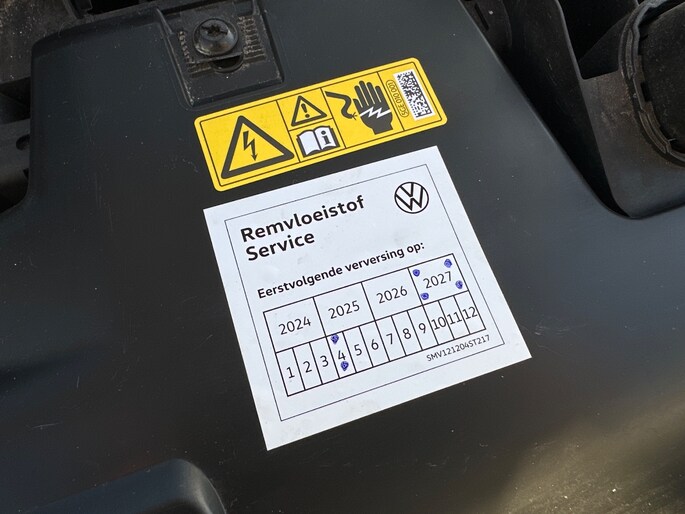 Remvloeistof
Service
Eerstvolgende verversing op:
2024 2025 2026 2027
1 2 3 4 5 6 7 8 9 10 11 12
SMV121204ST217